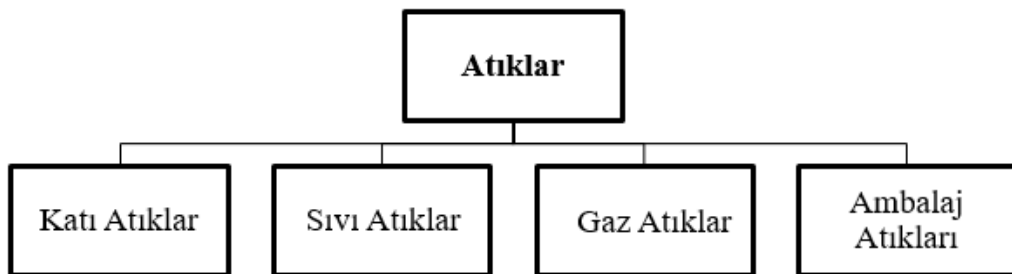 Atıklar
Katı Atıklar
Sıvı Atıklar
Gaz Atıklar
Ambalaj
Atıkları